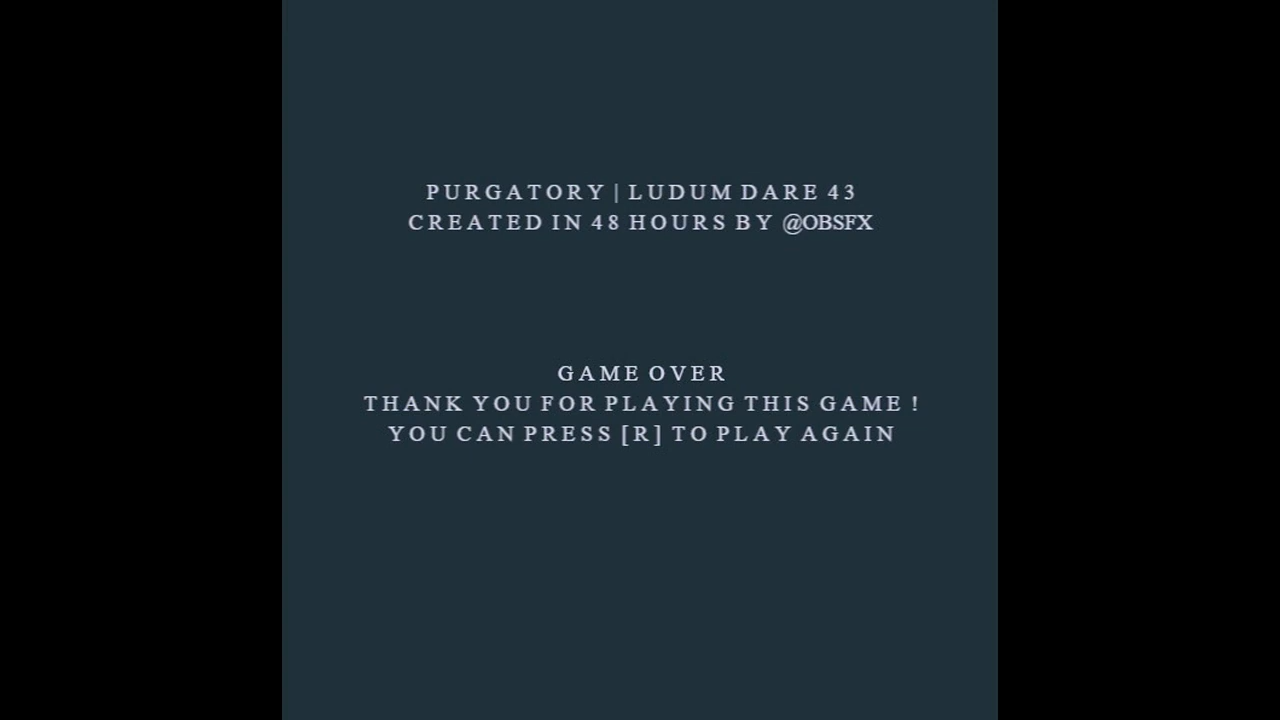 PURGATORY | LUDUM DARE 43
CREATED IN 48 HOURS BY @OBSFX
GAME OVER
THANK YOU FOR PLAYING THIS GAME !
YOU CAN PRESS [R] TO PLAY AGAIN